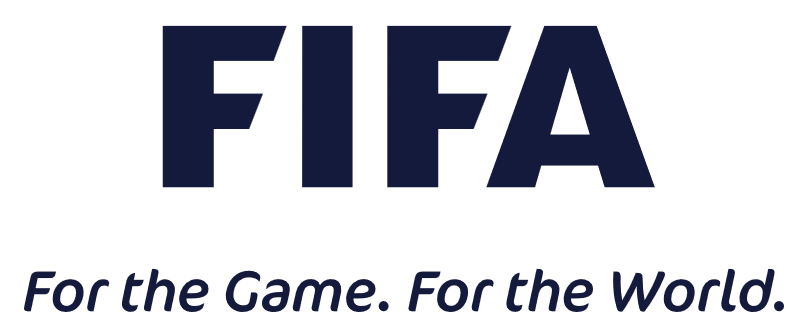 FIFA
For the Game. For the World.